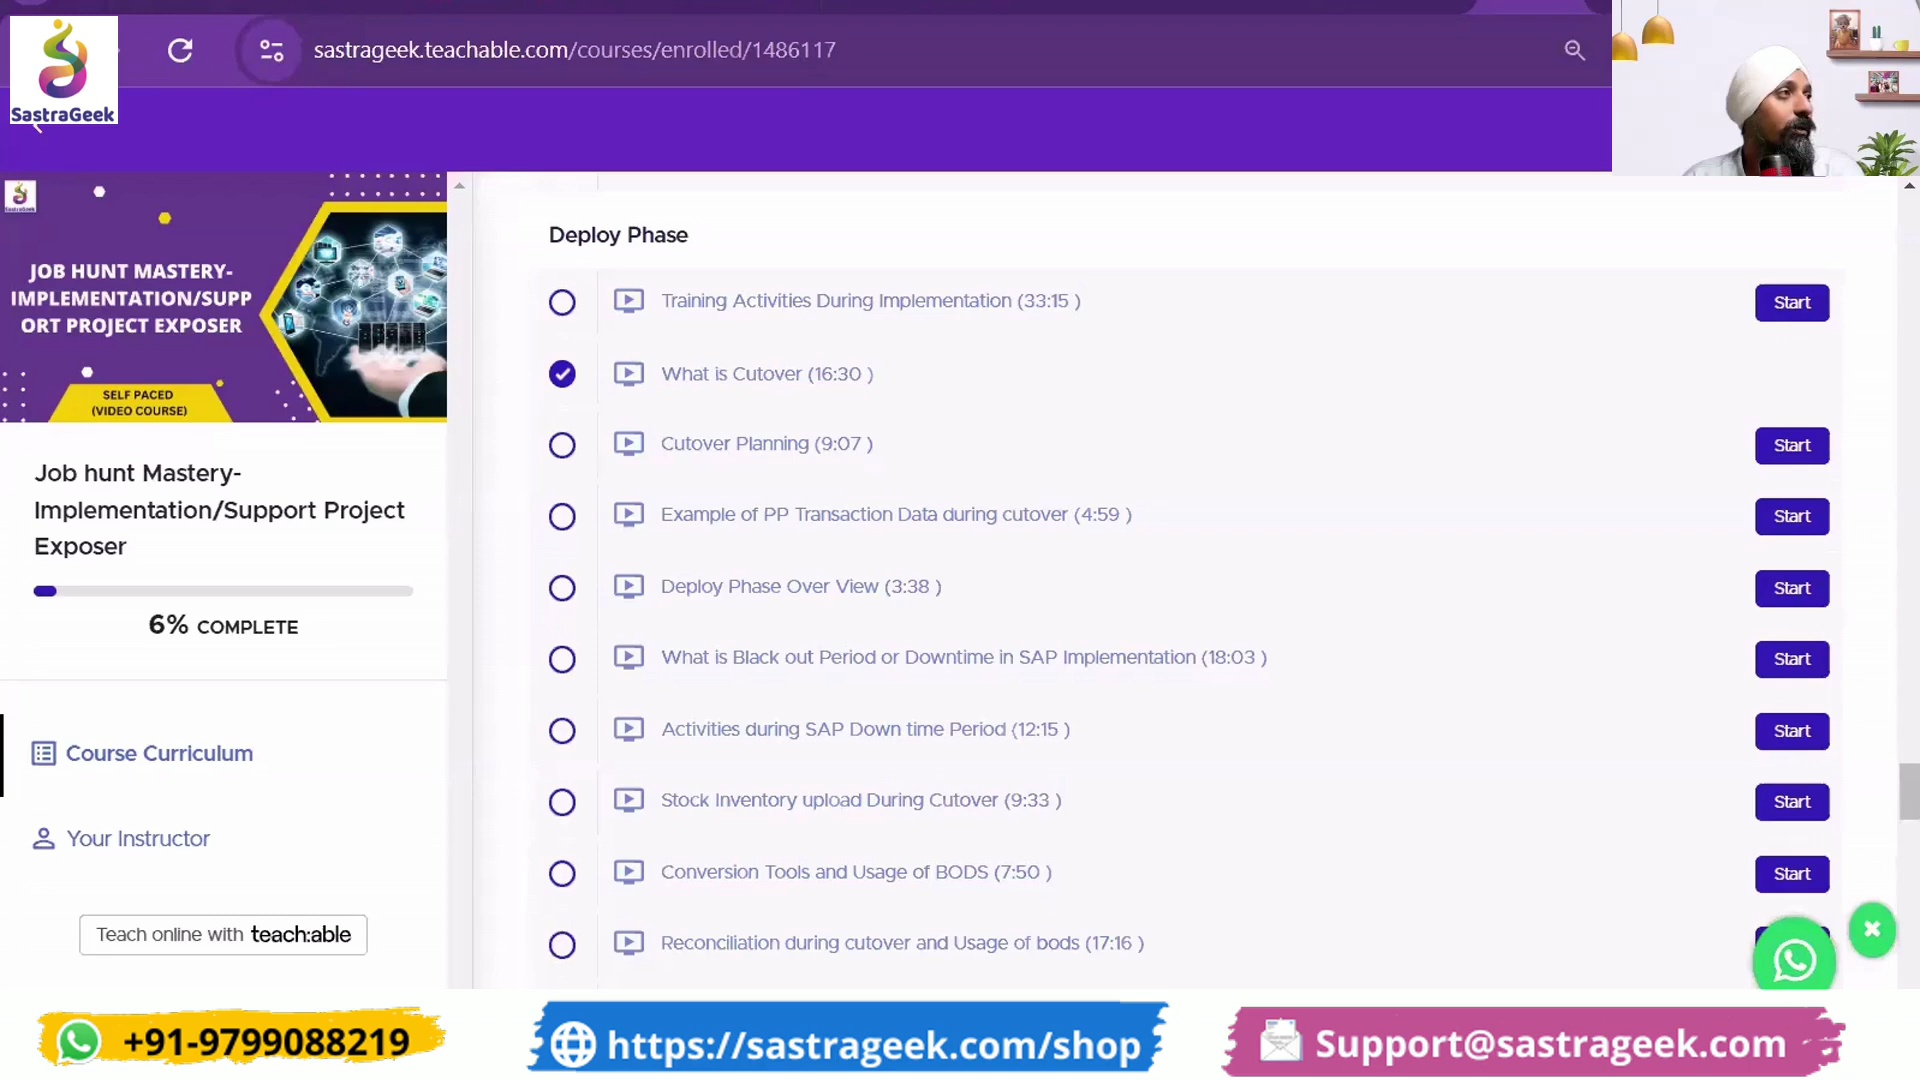 SastraGeek
sastrageek.teachable.com/courses/enrolled/1486117
JOB HUNT MASTERY-
IMPLEMENTATION/SUPP
ORT PROJECT EXPOSER
SELF PACED
(VIDEO COURSE)
Job hunt Mastery-
Implementation/Support Project
Exposer
6% COMPLETE
Course Curriculum
Your Instructor
Teach online with teach:able
Deploy Phase
Training Activities During Implementation (33:15 )
Start
What is Cutover (16:30 )
Cutover Planning (9:07 )
Start
Example of PP Transaction Data during cutover (4:59 )
Start
Deploy Phase Over View (3:38 )
Start
What is Black out Period or Downtime in SAP Implementation (18:03 )
Start
Activities during SAP Down time Period (12:15 )
Start
Stock Inventory upload During Cutover (9:33 )
Start
Conversion Tools and Usage of BODS (7:50 )
Start
Reconciliation during cutover and Usage of bods (17:16 )
+91-9799088219
https://sastrageek.com/shop
Support@sastrageek.com